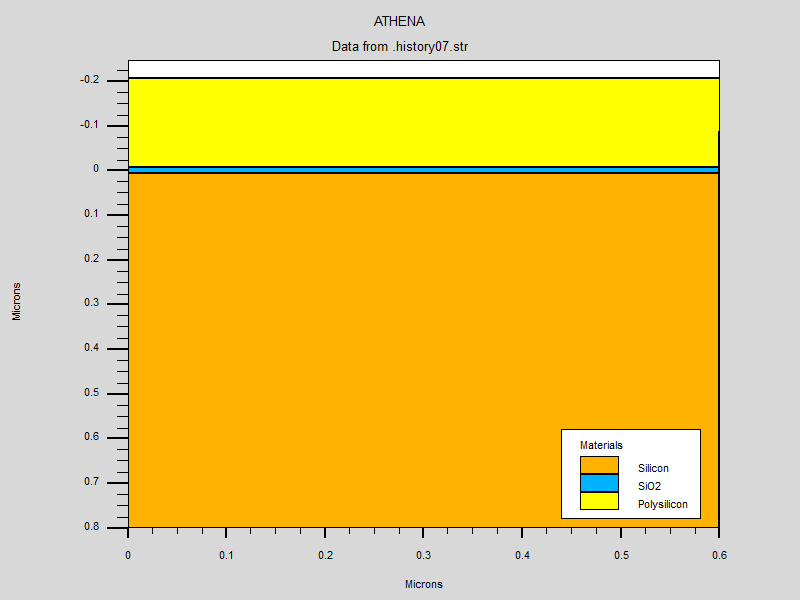 ATHENA
Data from .history07.str
-0.2
-0.1
0
0.1
0.2
0.3
0.4
0.5
0.6
0.7
0.8
Microns
Materials
Silicon
SiO2
Polysilicon
0 0.1 0.2 0.3 0.4 0.5 0.6
Microns